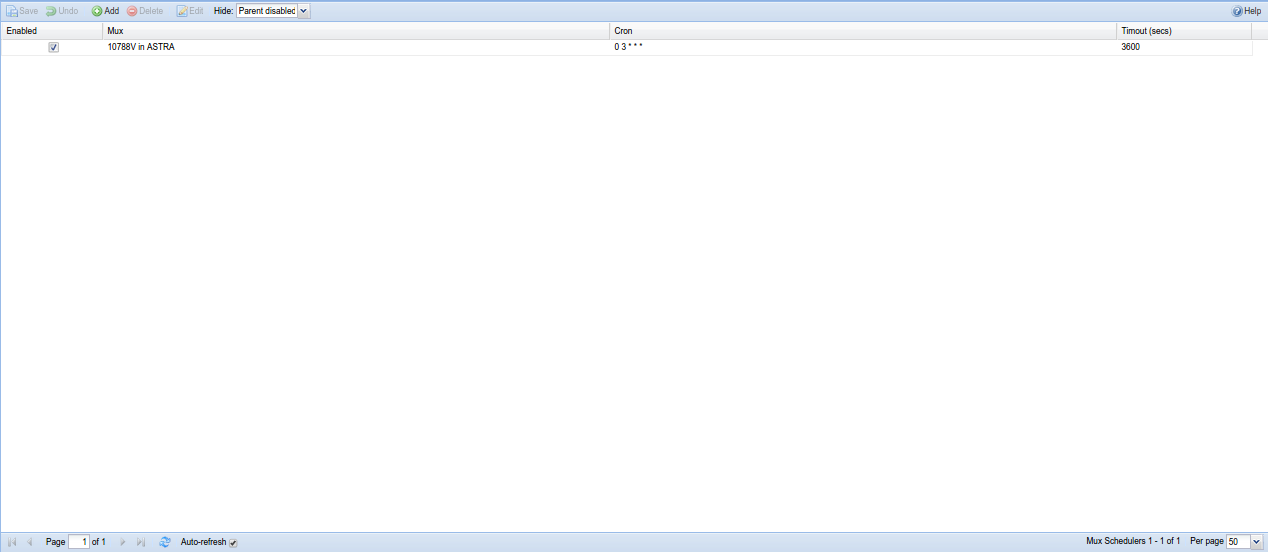 Save Undo Add Delete Edit Hide: Parent disabled Help
Enabled Mux Cron Timout (secs)
10788V in ASTRA 0 3 * * * 3600
Page 1 of 1 Auto-refresh Mux Schedulers 1 - 1 of 1 Per page 50